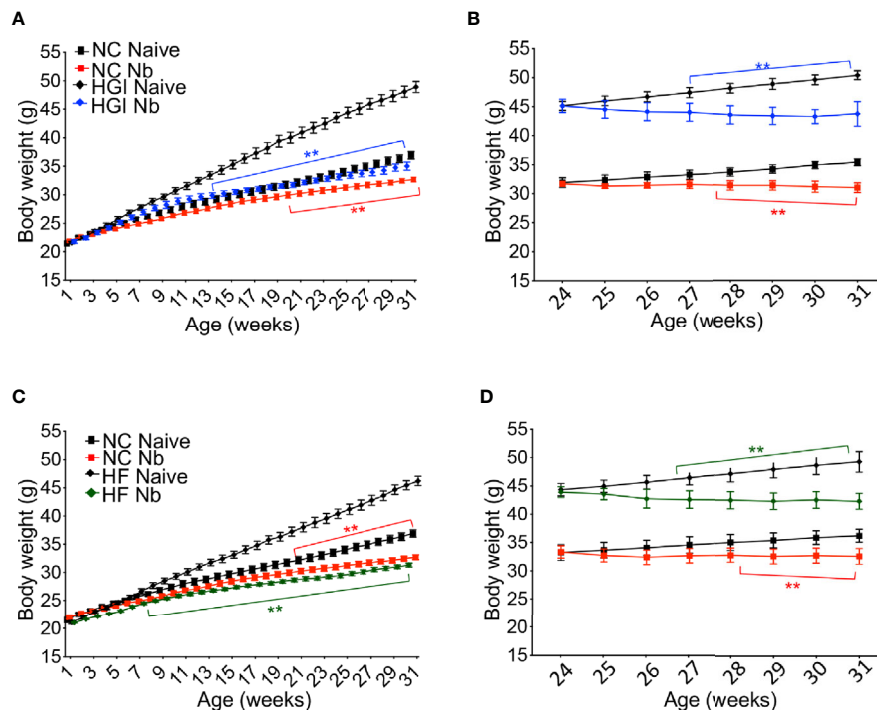 A
NC Naive
NC Nb
HGI Naive
HGI Nb
55
50
45
40
35
30
25
20
15
Body weight (g)
**
**
1 3 5 7 9 11 13 15 17 19 21 23 25 27 29 31
Age (weeks)
B
55
50
45
40
35
30
25
20
15
Body weight (g)
**
**
24 25 26 27 28 29 30 31
Age (weeks)
C
NC Naive
NC Nb
HF Naive
HF Nb
55
50
45
40
35
30
25
20
15
Body weight (g)
**
**
1 3 5 7 9 11 13 15 17 19 21 23 25 27 29 31
Age (weeks)
D
55
50
45
40
35
30
25
20
15
Body weight (g)
**
**
24 25 26 27 28 29 30 31
Age (weeks)